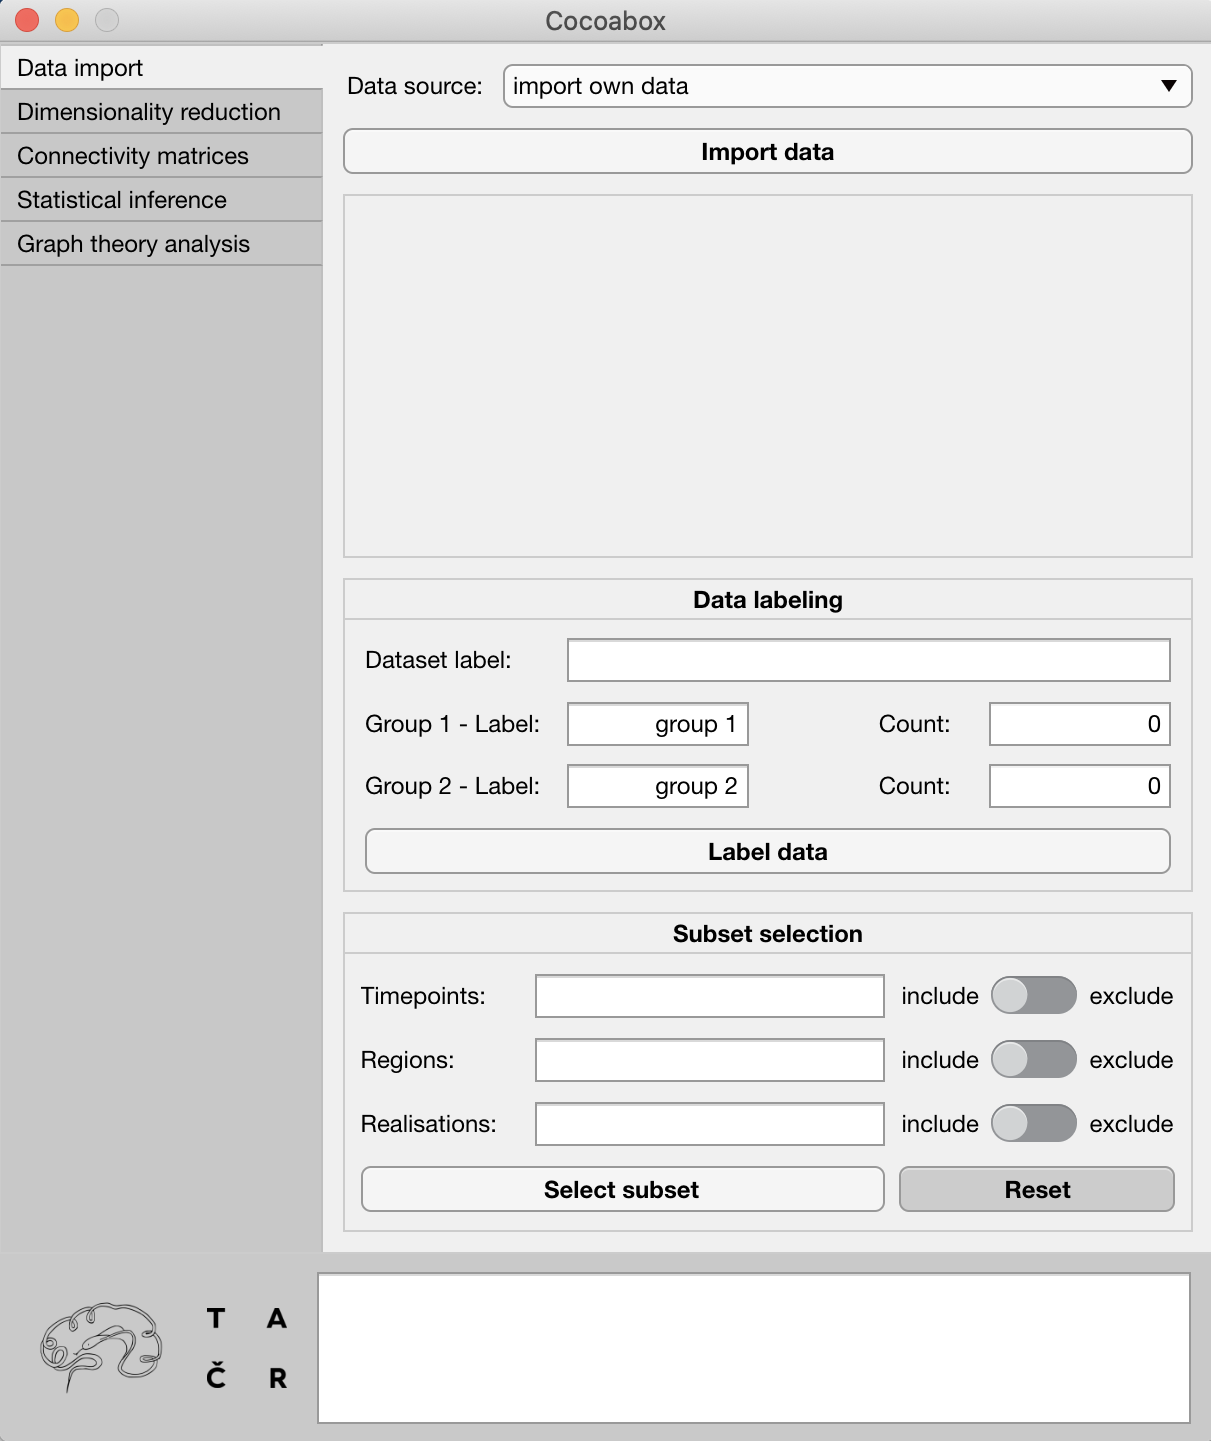 Cocoabox
Data import
Dimensionality reduction
Connectivity matrices
Statistical inference
Graph theory analysis
Data source: import own data
Import data
Data labeling
Dataset label:
Group 1 - Label: group 1 Count: 0
Group 2 - Label: group 2 Count: 0
Label data
Subset selection
Timepoints: include exclude
Regions: include exclude
Realisations: include exclude
Select subset Reset
T A
Č R